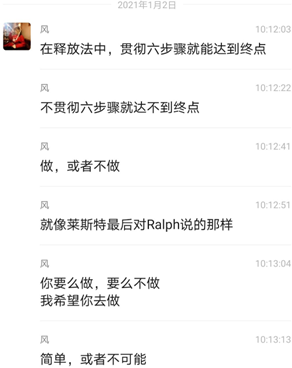 2021年1月2日
风 10:12:03
在释放法中，贯彻六步骤就能达到终点
风 10:12:22
不贯彻六步骤就达不到终点
风 10:12:41
做，或者不做
风 10:12:51
就像莱斯特最后对Ralph说的那样
风 10:13:04
你要么做，要么不做
我希望你去做
风 10:13:13
简单，或者不可能